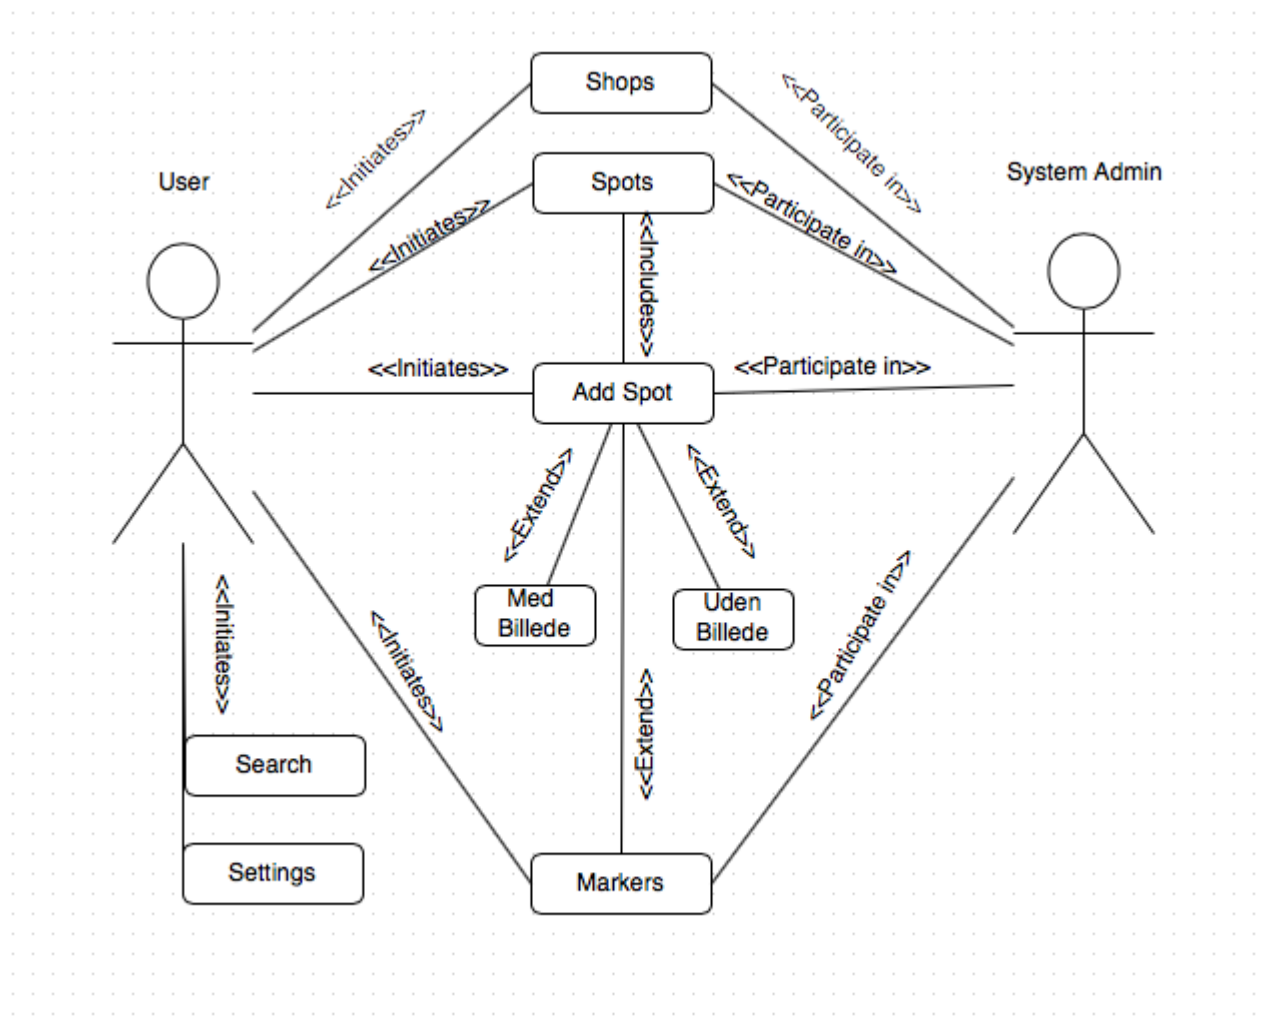 Shops
<<Initiates>>
<<Participate in>>
User
Spots
System Admin
<<Initiates>>
<<Includes>>
<<Participate in>>
<<Initiates>>
Add Spot
<<Participate in>>
<<Extend>>
<<Extend>>
Med
Billede
Uden
Billede
<<Initiates>>
<<Initiates>>
<<Extend>>
<<Participate in>>
Search
Settings
Markers